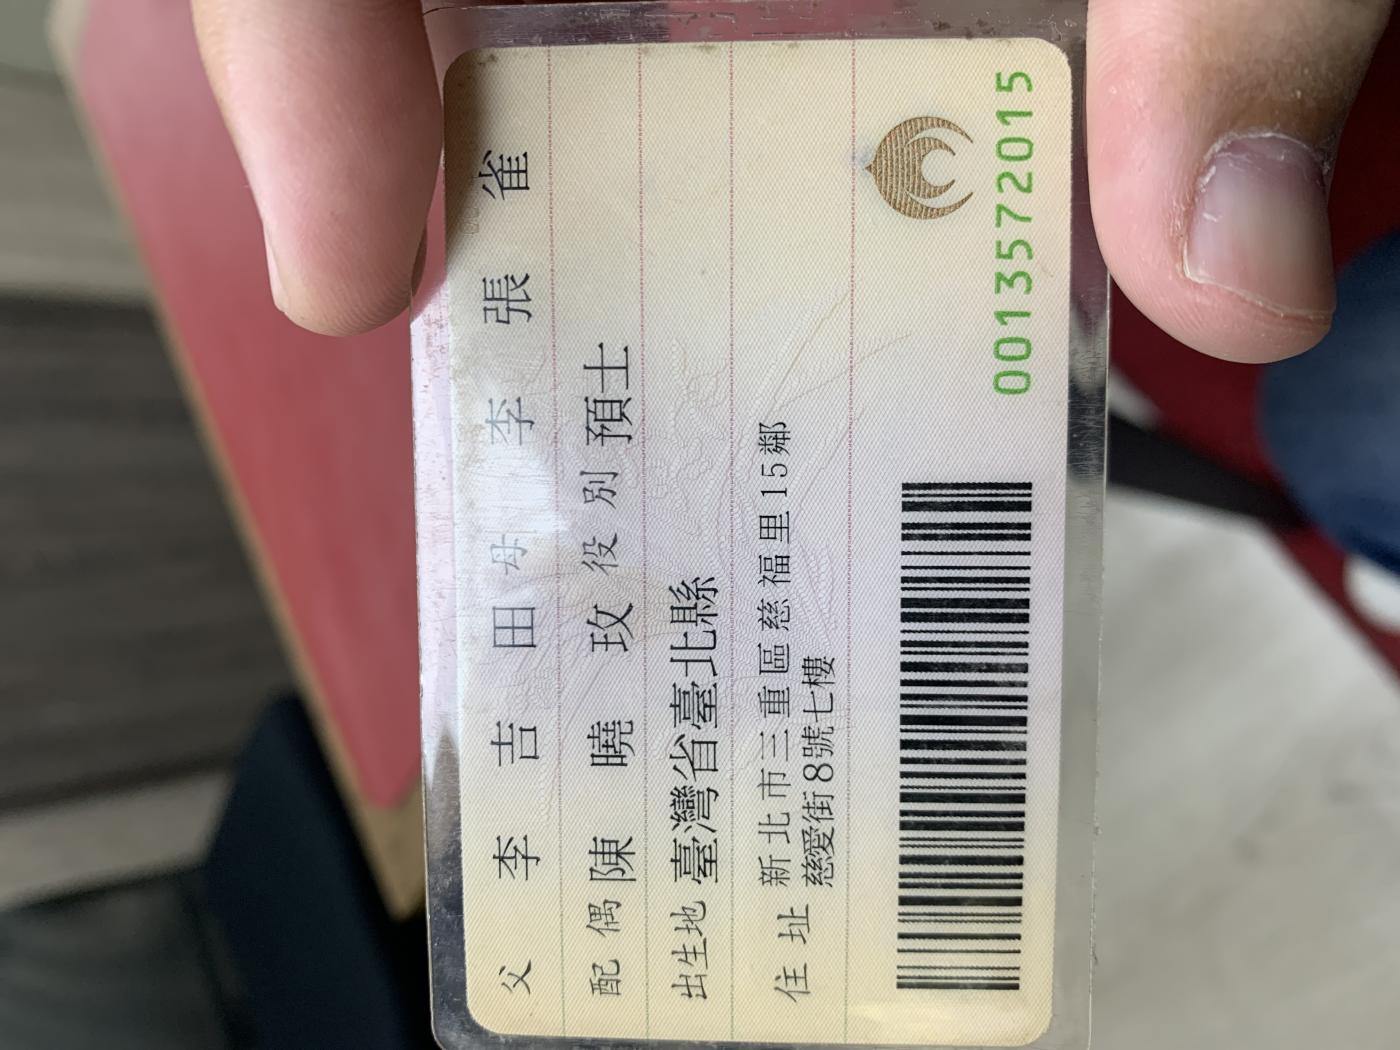 父 李 吉 田 母 李 張 雀
配偶 陳 曉 玫 役別 預士
出生地 臺灣省臺北縣
住址 新北市三重區慈福里15鄰
慈愛街8號七樓
0013572015